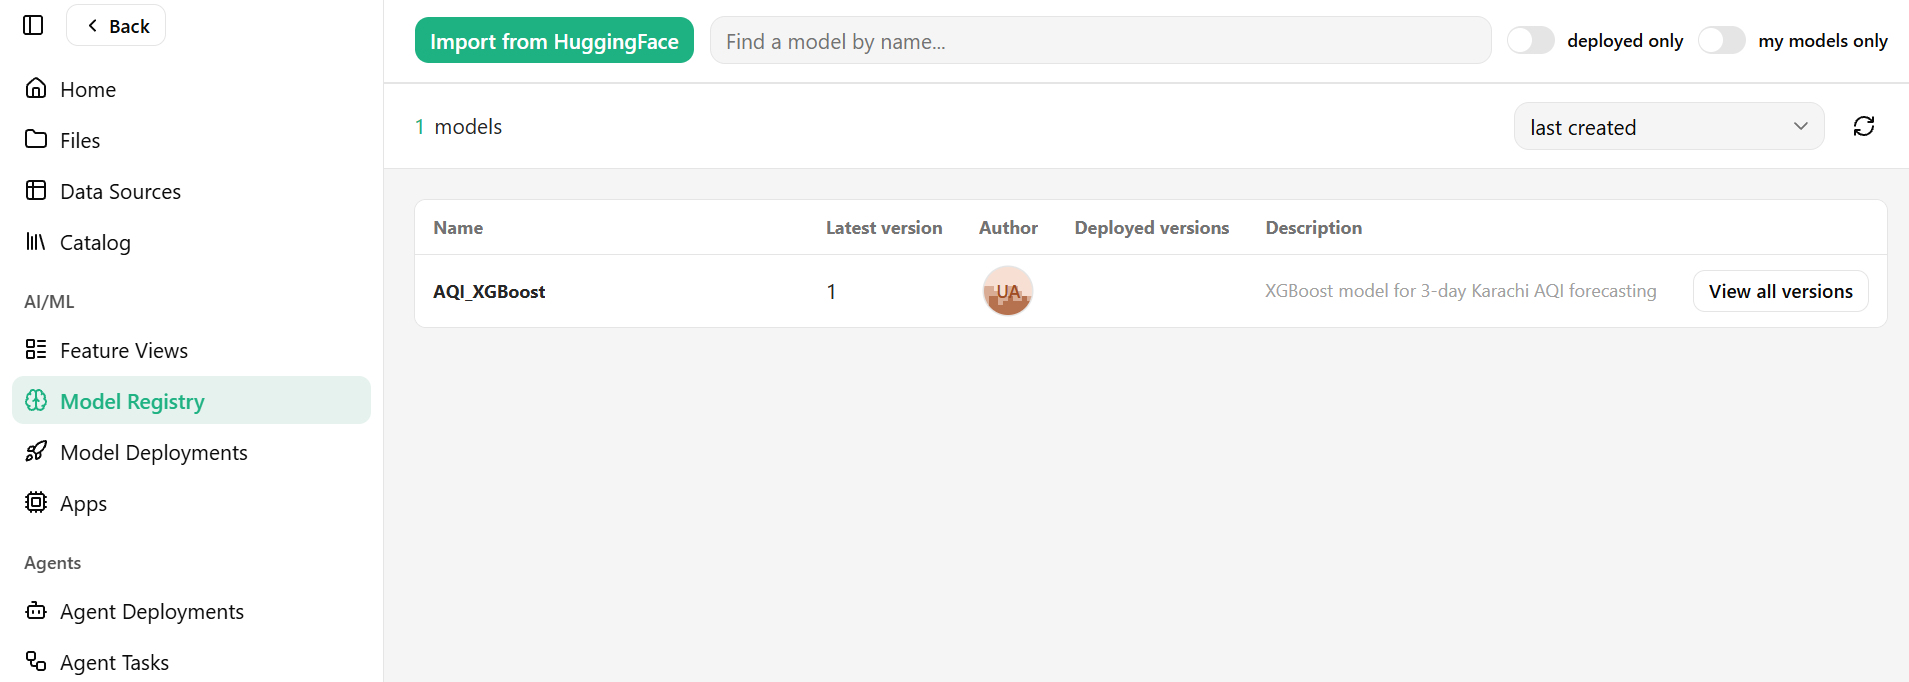 Back
Home
Files
Data Sources
Catalog
AI/ML
Feature Views
Model Registry
Model Deployments
Apps
Agents
Agent Deployments
Agent Tasks
Import from HuggingFace
Find a model by name...
deployed only
my models only
1 models
last created
Name Latest version Author Deployed versions Description
AQI_XGBoost 1 UA XGBoost model for 3-day Karachi AQI forecasting View all versions